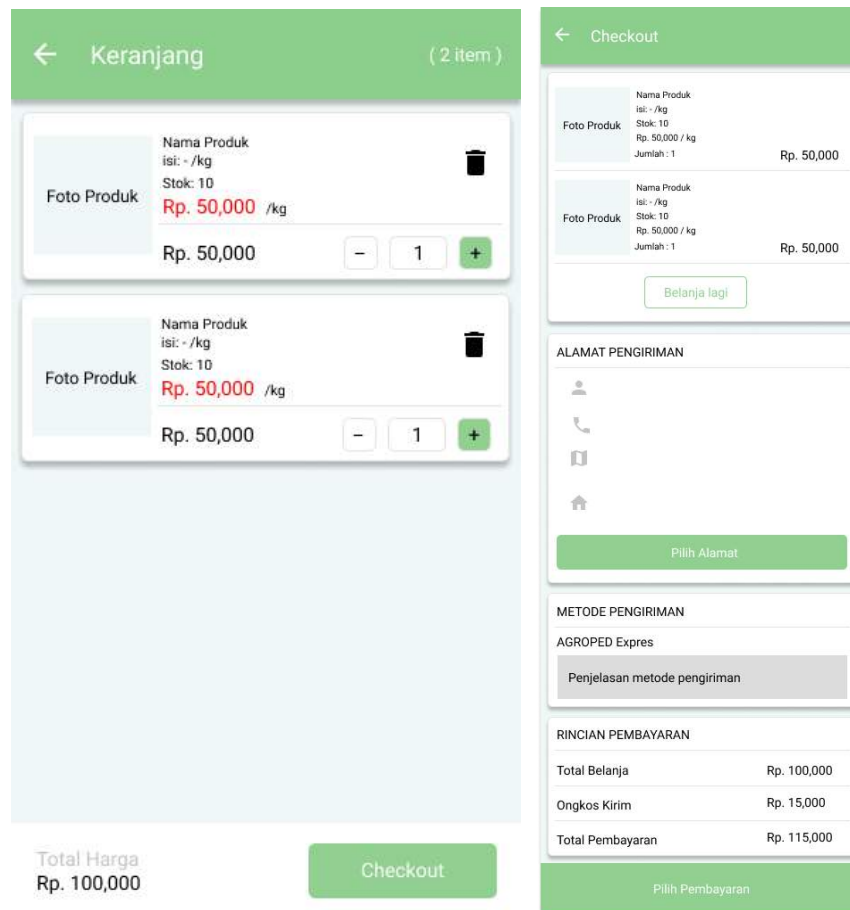 Keranjang
( 2 item )
Foto Produk
Nama Produk
isi: - /kg
Stok: 10
Rp. 50,000 /kg
Rp. 50,000
- 1 +
Foto Produk
Nama Produk
isi: - /kg
Stok: 10
Rp. 50,000 /kg
Rp. 50,000
- 1 +
Total Harga
Rp. 100,000
Checkout
Checkout
Foto Produk
Nama Produk
isi: - /kg
Stok: 10
Rp. 50,000 / kg
Jumlah : 1
Rp. 50,000
Foto Produk
Nama Produk
isi: - /kg
Stok: 10
Rp. 50,000 / kg
Jumlah : 1
Rp. 50,000
Belanja lagi
ALAMAT PENGIRIMAN
Pilih Alamat
METODE PENGIRIMAN
AGROPED Expres
Penjelasan metode pengiriman
RINCIAN PEMBAYARAN
Total Belanja Rp. 100,000
Ongkos Kirim Rp. 15,000
Total Pembayaran Rp. 115,000
Pilih Pembayaran